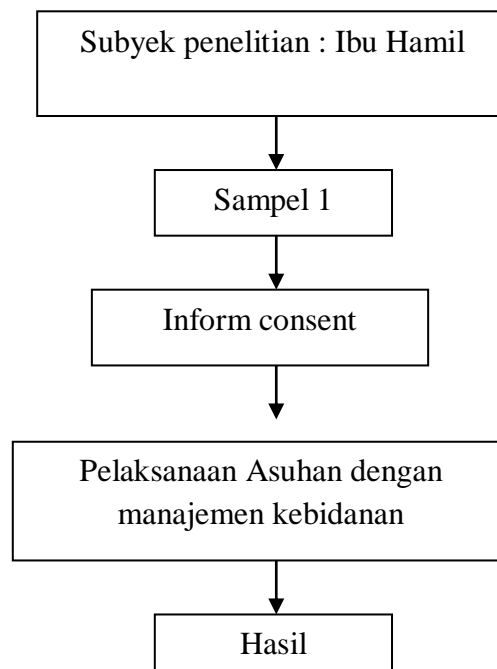 Subyek penelitian : Ibu Hamil
Sampel 1
Inform consent
Pelaksanaan Asuhan dengan
manajemen kebidanan
Hasil